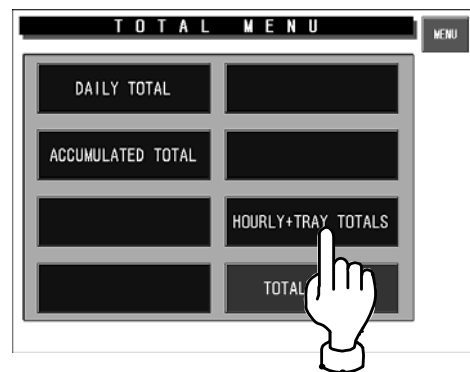 TOTAL MENU
MENU
DAILY TOTAL
ACCUMULATED TOTAL
HOURLY+TRAY TOTALS
TOTAL